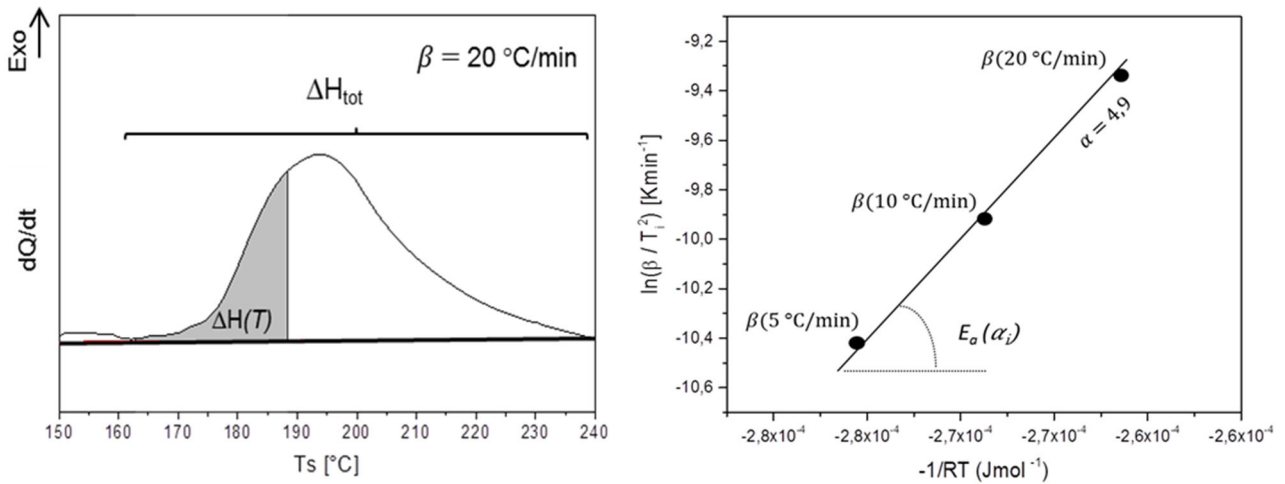 Exo
β = 20 °C/min
ΔHtot
dQ/dt
ΔH(T)
150 160 170 180 190 200 210 220 230 240
Ts [°C]
-9,2
-9,4
-9,6
-9,8
-10,0
-10,2
-10,4
-10,6
ln(β / Ti²) [Kmin⁻¹]
β(20 °C/min)
α = 4,9
β(10 °C/min)
β(5 °C/min)
Ea (αi)
-2,8x10⁻⁴ -2,8x10⁻⁴ -2,7x10⁻⁴ -2,7x10⁻⁴ -2,6x10⁻⁴ -2,6x10⁻⁴
-1/RT (Jmol⁻¹)